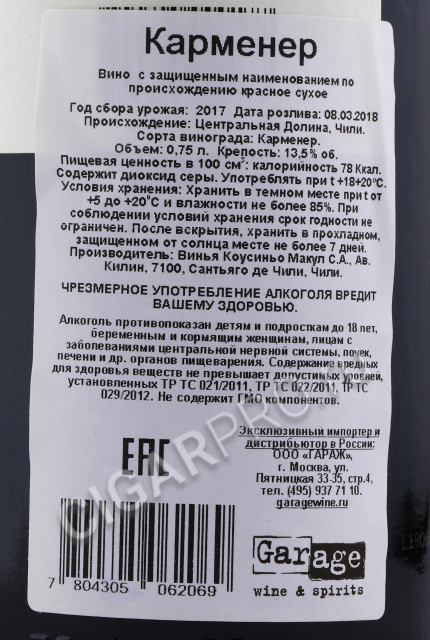 Карменер
Вино с защищенным наименованием по
происхождению красное сухое
Год сбора урожая: 2017 Дата розлива: 08.03.2018
Происхождение: Центральная Долина, Чили.
Сорта винограда: Карменер.
Объем: 0,75 л. Крепость: 13,5% об.
Пищевая ценность в 100 см³: калорийность 78 Ккал.
Содержит диоксид серы. Употреблять при t +18+20°C.
Условия хранения: Хранить в темном месте при t от
+5 до +20°C и влажности не более 85%. При
соблюдении условий хранения срок годности не
ограничен. После вскрытия, хранить в прохладном,
защищенном от солнца месте не более 7 дней.
Производитель: Винья Коусиньо Макул С.А., Ав.
Килин, 7100, Сантьяго де Чили, Чили.
ЧРЕЗМЕРНОЕ УПОТРЕБЛЕНИЕ АЛКОГОЛЯ ВРЕДИТ
ВАШЕМУ ЗДОРОВЬЮ.
Алкоголь противопоказан детям и подросткам до 18 лет,
беременным и кормящим женщинам, лицам с
заболеваниями центральной нервной системы, почек,
печени и др. органов пищеварения. Содержание вредных
для здоровья веществ не превышает допустимых уровней,
установленных ТР ТС 021/2011, ТР ТС 022/2011, ТР ТС
029/2012. Не содержит ГМО компонентов.
Эксклюзивный импортер и
дистрибьютор в России:
ООО «ГАРАЖ»,
г. Москва, ул.
Пятницкая 33-35, стр.4,
тел. (495) 937 71 10.
garagewine.ru
EAC
Garage
wine & spirits
7 804305 062069
CIGARPRO.RU